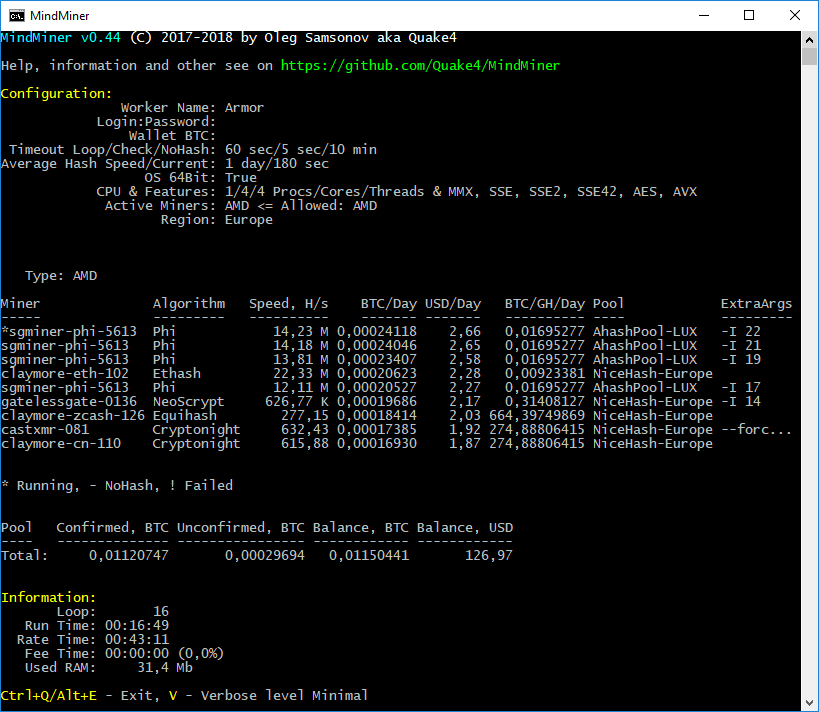 MindMiner
MindMiner v0.44 (C) 2017-2018 by Oleg Samsonov aka Quake4
Help, information and other see on https://github.com/Quake4/MindMiner
Configuration:
Worker Name: Armor
Login:Password:
Wallet BTC:
Timeout Loop/Check/NoHash: 60 sec/5 sec/10 min
Average Hash Speed/Current: 1 day/180 sec
OS 64Bit: True
CPU & Features: 1/4/4 Procs/Cores/Threads & MMX, SSE, SSE2, SSE42, AES, AVX
Active Miners: AMD <= Allowed: AMD
Region: Europe
Type: AMD
Miner Algorithm Speed, H/s BTC/Day USD/Day BTC/GH/Day Pool ExtraArgs
----- --------- ---------- ------- ------- ---------- ---- ---------
*sgminer-phi-5613 Phi 14,23 M 0,00024118 2,66 0,01695277 AhashPool-LUX -I 22
sgminer-phi-5613 Phi 14,18 M 0,00024046 2,65 0,01695277 AhashPool-LUX -I 21
sgminer-phi-5613 Phi 13,81 M 0,00023407 2,58 0,01695277 AhashPool-LUX -I 19
claymore-eth-102 Ethash 22,33 M 0,00020623 2,28 0,00923381 NiceHash-Europe
sgminer-phi-5613 Phi 12,11 M 0,00020527 2,27 0,01695277 AhashPool-LUX -I 17
gatelessgate-0136 NeoScrypt 626,77 K 0,00019686 2,17 0,31408127 NiceHash-Europe -I 14
claymore-zcash-126 Equihash 277,15 0,00018414 2,03 664,39749869 NiceHash-Europe
castxmr-081 Cryptonight 632,43 0,00017385 1,92 274,88806415 NiceHash-Europe --forc...
claymore-cn-110 Cryptonight 615,88 0,00016930 1,87 274,88806415 NiceHash-Europe
* Running, - NoHash, ! Failed
Pool Confirmed, BTC Unconfirmed, BTC Balance, BTC Balance, USD
---- -------------- ---------------- ------------ ------------
Total: 0,01120747 0,00029694 0,01150441 126,97
Information:
Loop: 16
Run Time: 00:16:49
Rate Time: 00:43:11
Fee Time: 00:00:00 (0,0%)
Used RAM: 31,4 Mb
Ctrl+Q/Alt+E - Exit, V - Verbose level Minimal